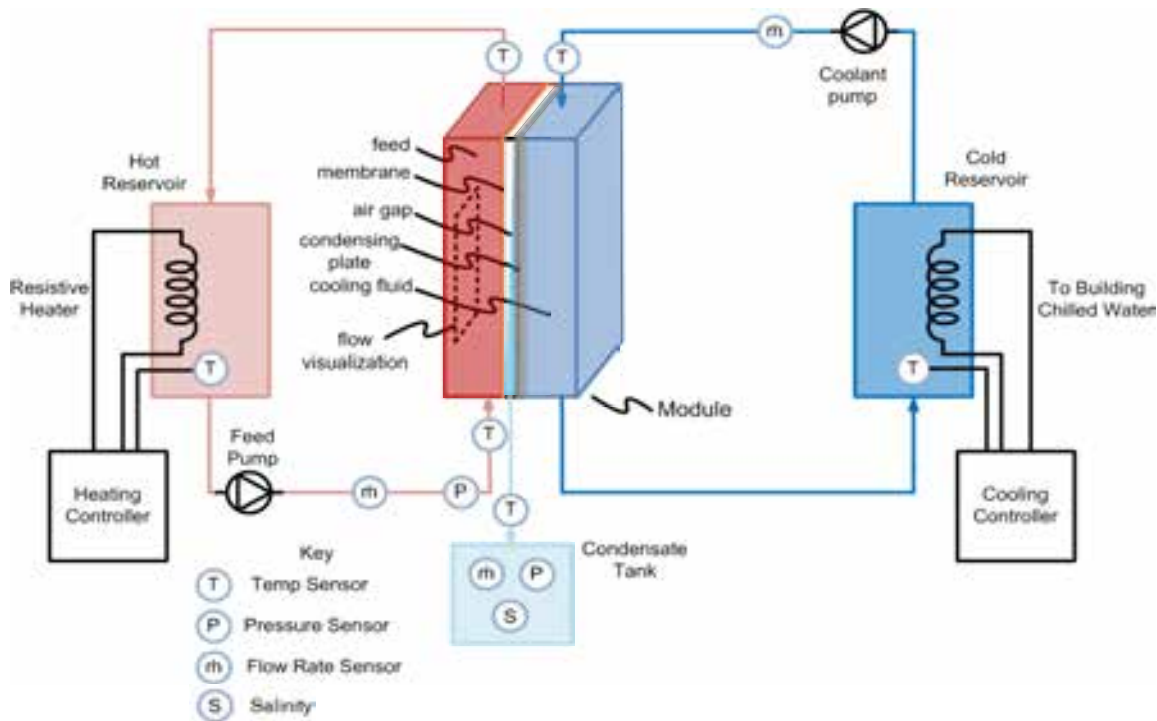 T
T
ṁ
Coolant
pump
feed
membrane
air gap
condensing
plate
cooling fluid
flow
visualization
Hot
Reservoir
Cold
Reservoir
Resistive
Heater
To Building
Chilled Water
T
T
Module
Feed
Pump
T
Heating
Controller
ṁ
P
T
Cooling
Controller
Condensate
Tank
ṁ
P
S
Key
T Temp Sensor
P Pressure Sensor
ṁ Flow Rate Sensor
S Salinity